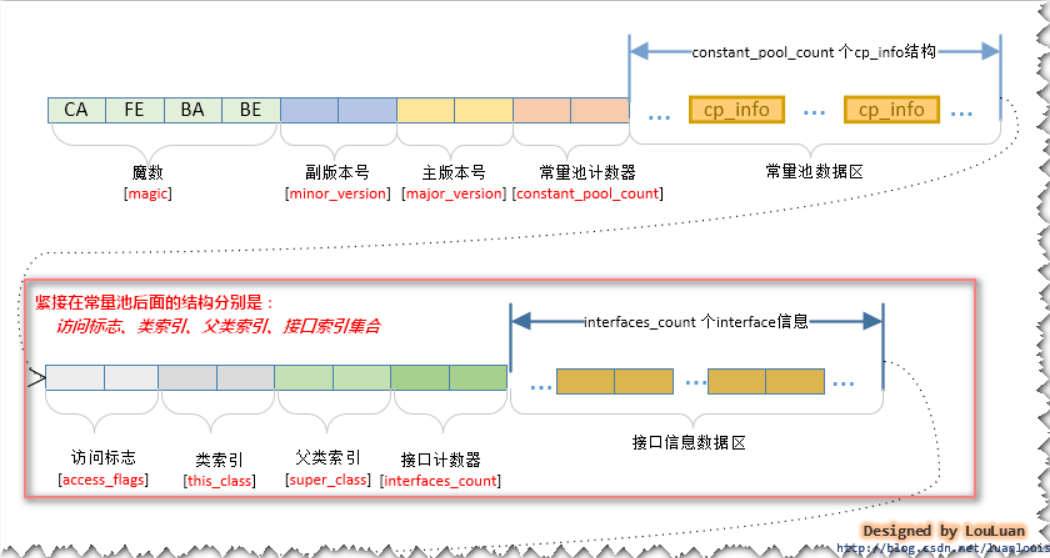 constant_pool_count 个cp_info结构
CA FE BA BE ... cp_info ... cp_info ...
魔数 副版本号 主版本号 常量池计数器 常量池数据区
[magic] [minor_version] [major_version] [constant_pool_count]
紧接在常量池后面的结构分别是：
访问标志、类索引、父类索引、接口索引集合
interfaces_count 个interface信息
... ... ...
接口信息数据区
访问标志 类索引 父类索引 接口计数器
[access_flags] [this_class] [super_class] [interfaces_count]
Designed by LouLuan
http://blog.csdn.net/luanlouis